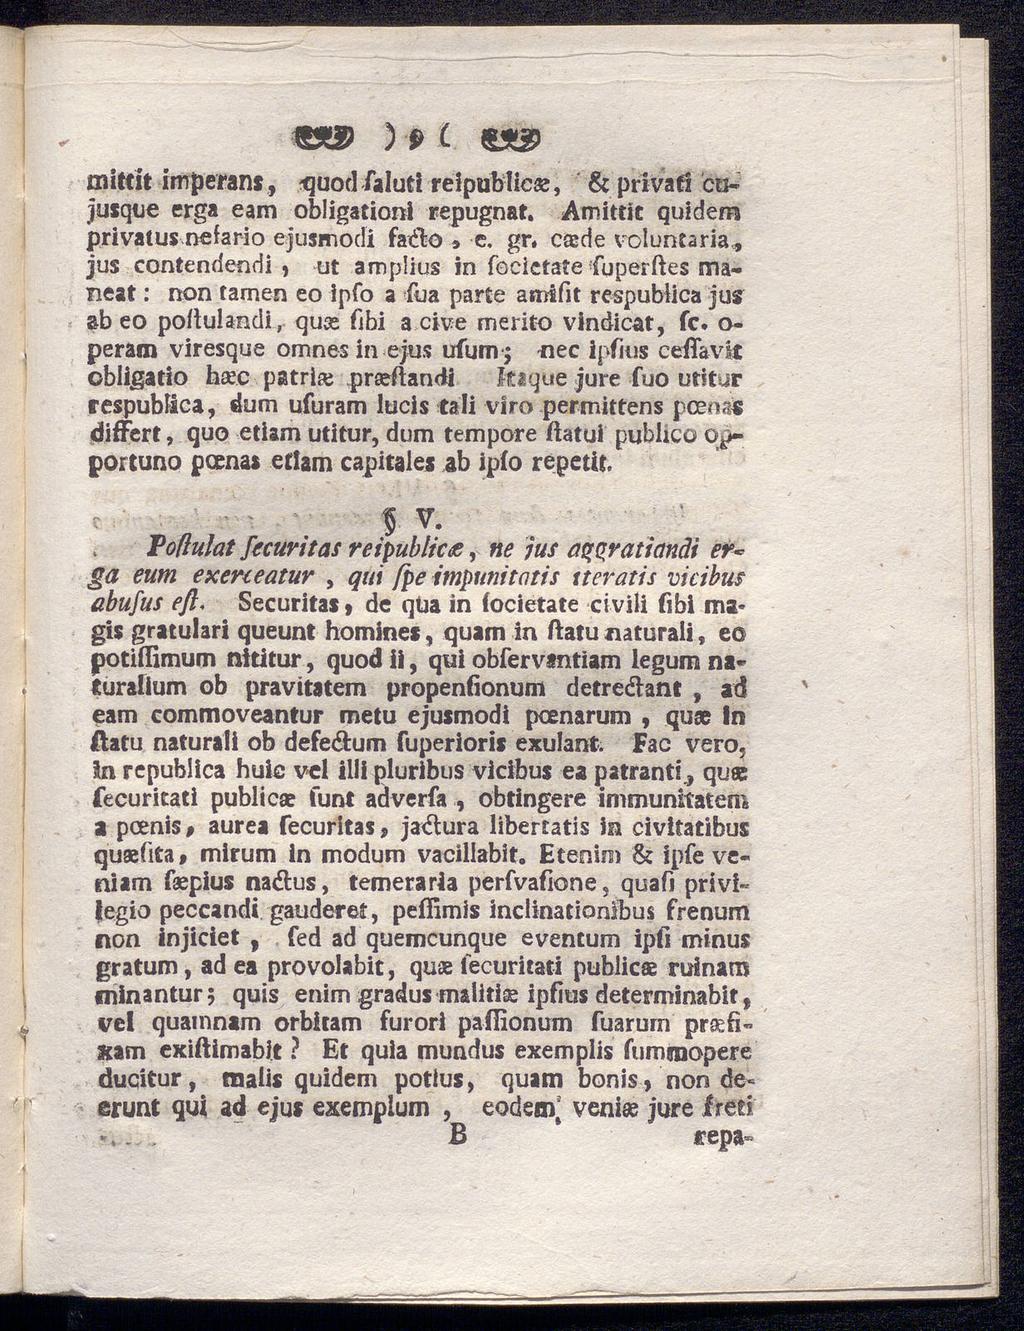 ) 9 (
mittit imperans, quod ſaluti reipublicæ, & privati cu-
jusque erga eam obligationi repugnat. Amittit quidem
privatus nefario ejusmodi facto, e. gr. cæde voluntaria,
jus contendendi, ut amplius in ſocietate ſuperſtes ma-
neat: non tamen eo ipſo a ſua parte amiſit respublica jus
ab eo poſtulandi, quæ ſibi a cive merito vindicat, ſc. o-
peram viresque omnes in ejus uſum; nec ipſius ceſſavit
obligatio hæc patriæ præſtandi Itaque jure ſuo utitur
respublica, dum uſuram lucis tali viro permittens pœnas
differt, quo etiam utitur, dum tempore ſtatui publico op-
portuno pœnas etiam capitales ab ipſo repetit.
§ V.
Poſtulat ſecuritas reipublicæ, ne jus aggratiandi er-
ga eum exerceatur, qui ſpe impunitatis iteratis vicibus
abuſus eſt. Securitas, de qua in ſocietate civili ſibi ma-
gis gratulari queunt homines, quam in ſtatu naturali, eo
potiſſimum nititur, quod ii, qui obſervantiam legum na-
turalium ob pravitatem propenſionum detrectant, ad
eam commoveantur metu ejusmodi pœnarum, quæ in
ſtatu naturali ob defectum ſuperioris exulant. Fac vero,
in republica huic vel illi pluribus vicibus ea patranti, quæ
ſecuritati publicæ ſunt adverſa, obtingere immunitatem
a pœnis, aurea ſecuritas, jactura libertatis in civitatibus
quæſita, mirum in modum vacillabit. Etenim & ipſe ve-
niam ſæpius nactus, temeraria perſvaſione, quaſi privi-
legio peccandi gauderet, peſſimis inclinationibus frenum
non injiciet, ſed ad quemcunque eventum ipſi minus
gratum, ad ea provolabit, quæ ſecuritati publicæ ruinam
minantur; quis enim gradus malitiæ ipſius determinabit,
vel quamnam orbitam furori paſſionum ſuarum præfi-
xam exiſtimabit? Et quia mundus exemplis ſummopere
ducitur, malis quidem potius, quam bonis, non de-
erunt qui ad ejus exemplum, eodem veniæ jure freti
B repa-